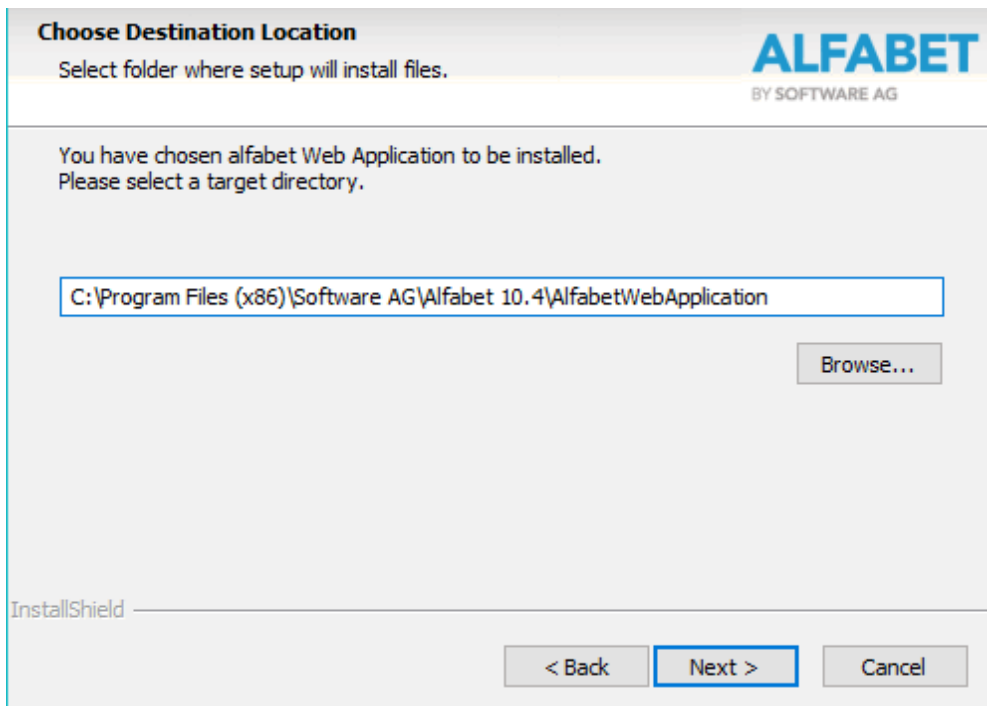 Choose Destination Location
Select folder where setup will install files.
ALFABET
BY SOFTWARE AG
You have chosen alfabet Web Application to be installed.
Please select a target directory.
C:\Program Files (x86)\Software AG\Alfabet 10.4\AlfabetWebApplication
Browse...
InstallShield
< Back Next > Cancel